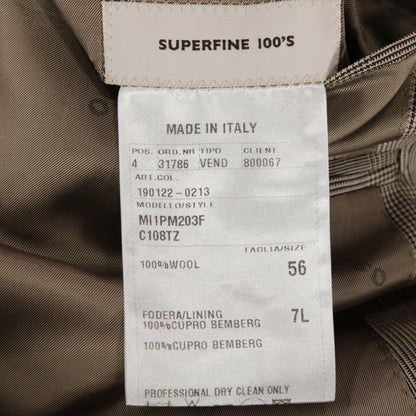 SUPERFINE 100'S
MADE IN ITALY
POS. ORD.NR TIPO CLIENT
4 31786 VEND 800067
ART.COL.
190122-0213
MODELLO/STYLE
MI1PM203F
C108TZ
TAGLIA/SIZE
100%WOOL 56
FODERA/LINING 7L
100%CUPRO BEMBERG
100%CUPRO BEMBERG
PROFESSIONAL DRY CLEAN ONLY